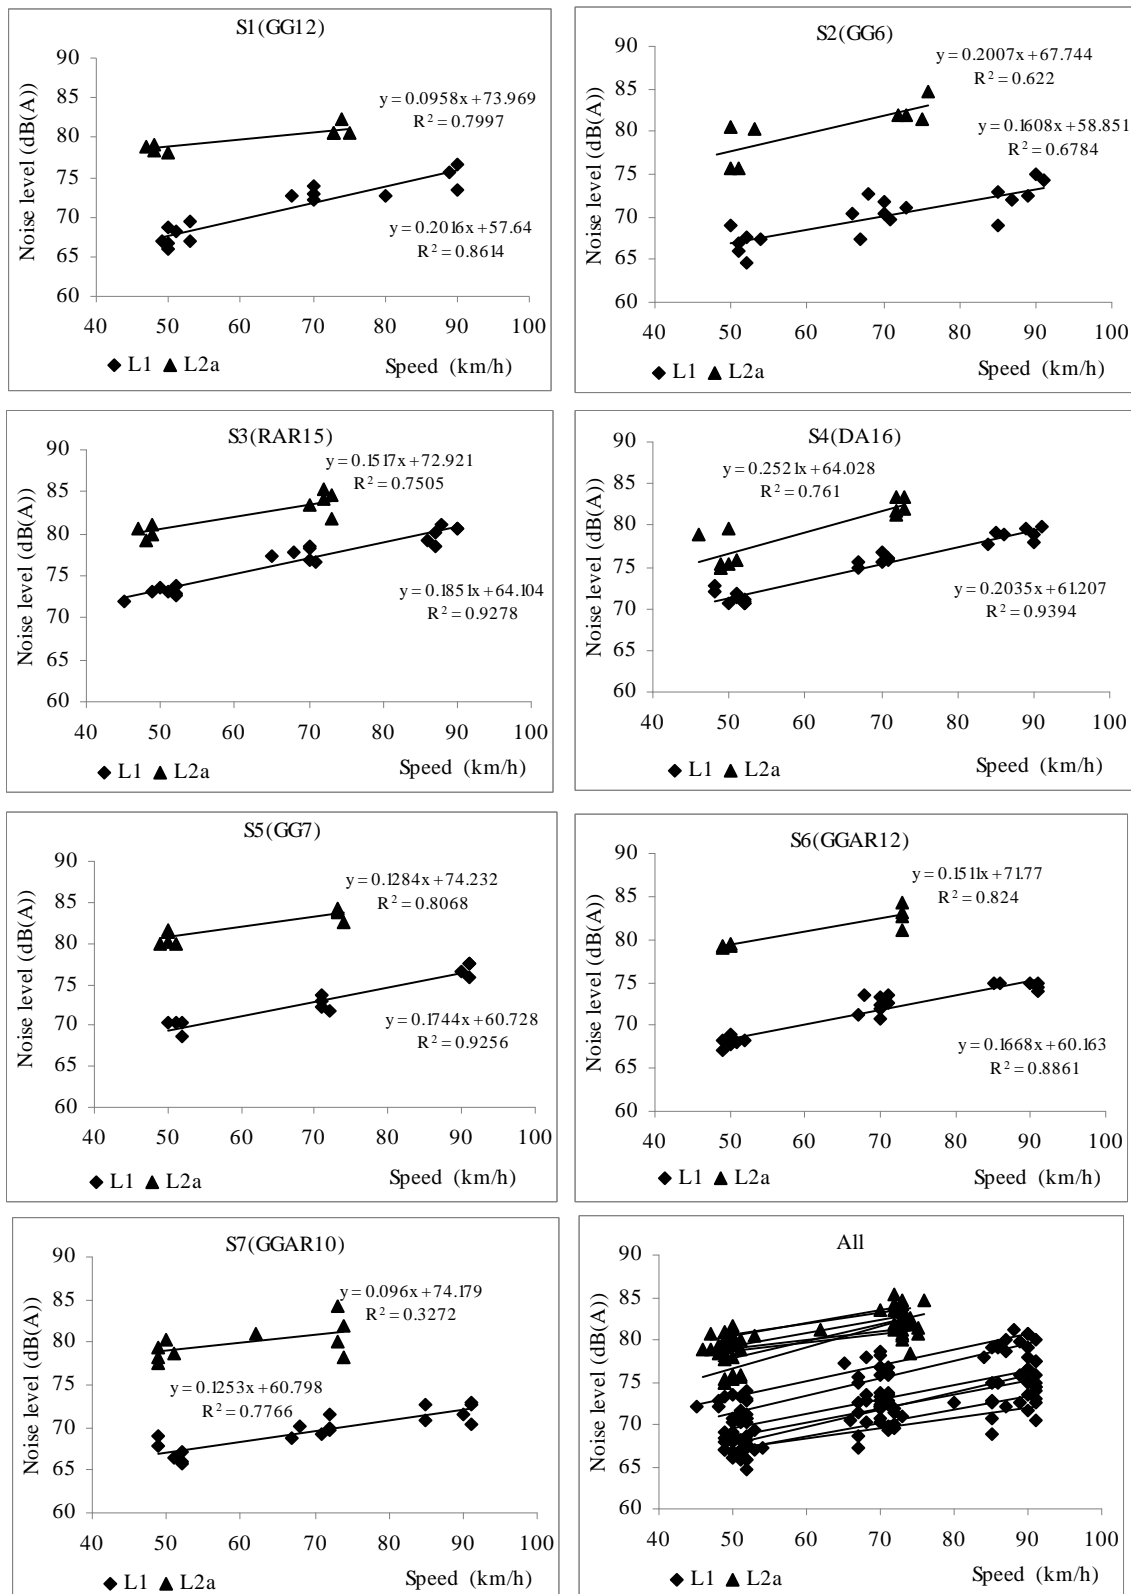 S1(GG12)
Noise level (dB(A))
90
85
80
75
70
65
60
y = 0.0958x + 73.969
R² = 0.7997
y = 0.2016x + 57.64
R² = 0.8614
40 50 60 70 80 90 100
◆ L1 ▲ L2a
Speed (km/h)
S2(GG6)
Noise level (dB(A))
90
85
80
75
70
65
60
y = 0.2007x + 67.744
R² = 0.622
y = 0.1608x + 58.851
R² = 0.6784
40 50 60 70 80 90 100
◆ L1 ▲ L2a
Speed (km/h)
S3(RAR15)
Noise level (dB(A))
90
85
80
75
70
65
60
y = 0.1517x + 72.921
R² = 0.7505
y = 0.1851x + 64.104
R² = 0.9278
40 50 60 70 80 90 100
◆ L1 ▲ L2a
Speed (km/h)
S4(DA16)
Noise level (dB(A))
90
85
80
75
70
65
60
y = 0.2521x + 64.028
R² = 0.761
y = 0.2035x + 61.207
R² = 0.9394
40 50 60 70 80 90 100
◆ L1 ▲ L2a
Speed (km/h)
S5(GG7)
Noise level (dB(A))
90
85
80
75
70
65
60
y = 0.1284x + 74.232
R² = 0.8068
y = 0.1744x + 60.728
R² = 0.9256
40 50 60 70 80 90 100
◆ L1 ▲ L2a
Speed (km/h)
S6(GGAR12)
Noise level (dB(A))
90
85
80
75
70
65
60
y = 0.1511x + 71.77
R² = 0.824
y = 0.1668x + 60.163
R² = 0.8861
40 50 60 70 80 90 100
◆ L1 ▲ L2a
Speed (km/h)
S7(GGAR10)
Noise level (dB(A))
90
85
80
75
70
65
60
y = 0.096x + 74.179
R² = 0.3272
y = 0.1253x + 60.798
R² = 0.7766
40 50 60 70 80 90 100
◆ L1 ▲ L2a
Speed (km/h)
All
Noise level (dB(A))
90
85
80
75
70
65
60
40 50 60 70 80 90 100
◆ L1 ▲ L2a
Speed (km/h)